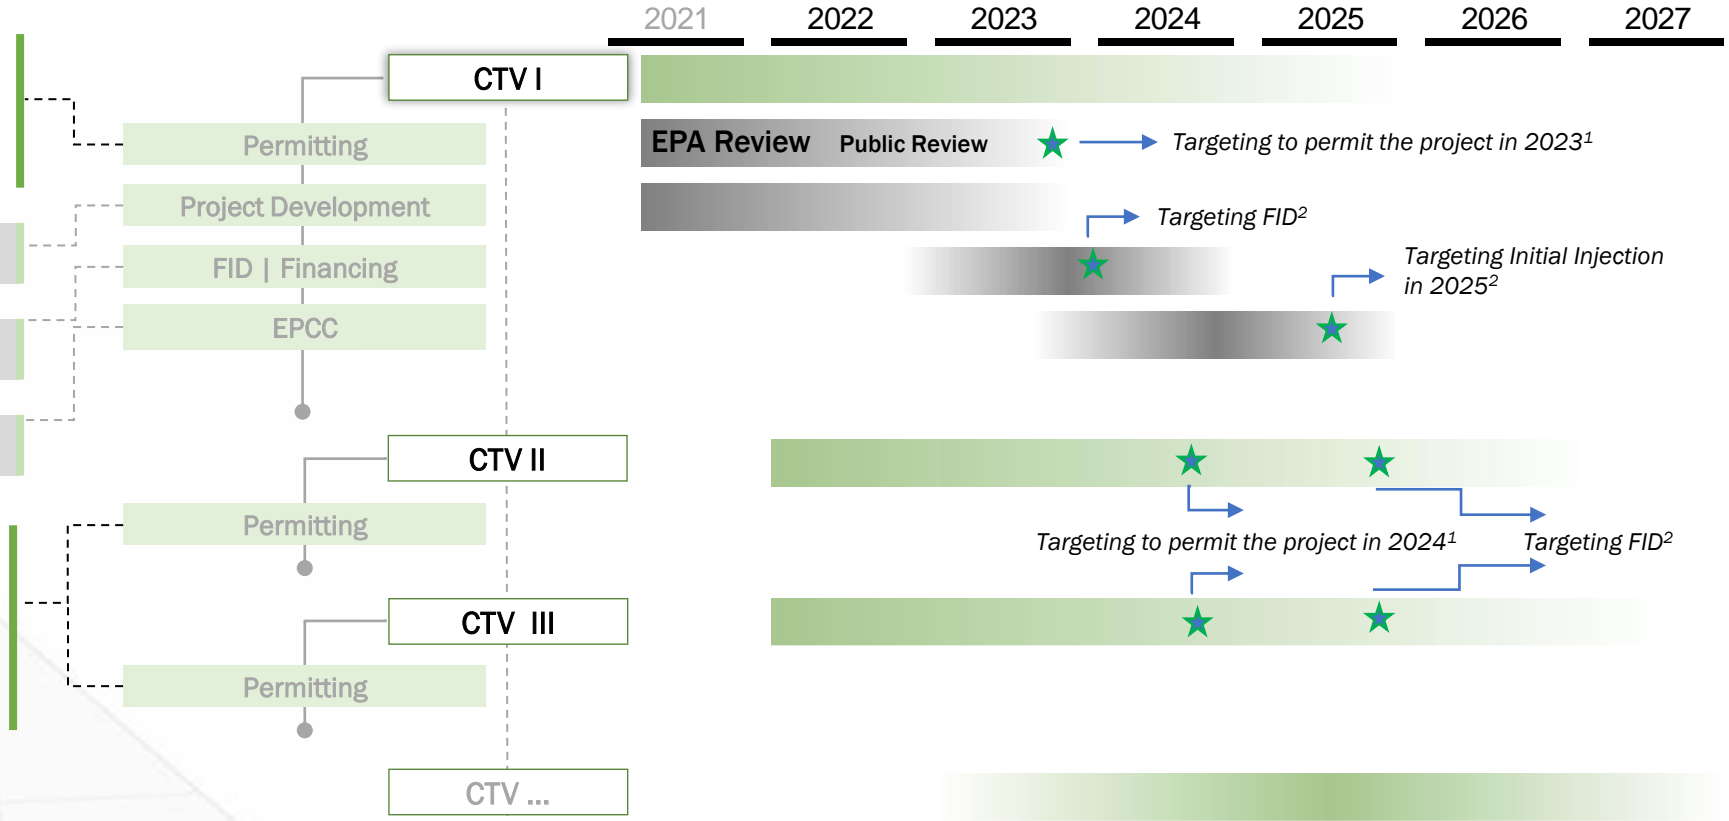 2021 2022 2023 2024 2025 2026 2027
CTV I
Permitting
EPA Review Public Review
Targeting to permit the project in 2023¹
Project Development
Targeting FID²
FID | Financing
Targeting Initial Injection
in 2025²
EPCC
CTV II
Permitting
Targeting to permit the project in 2024¹
Targeting FID²
CTV III
Permitting
CTV ...